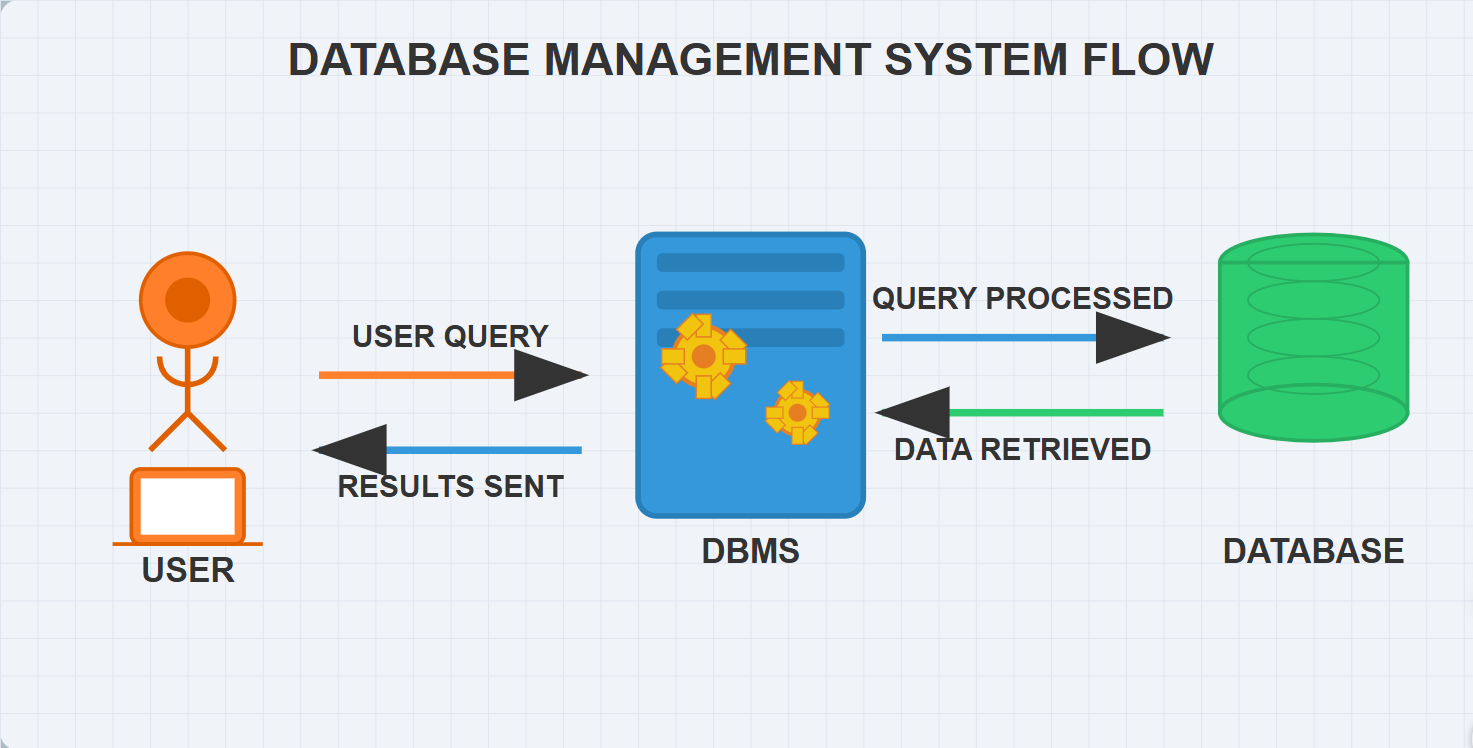 DATABASE MANAGEMENT SYSTEM FLOW
USER QUERY
RESULTS SENT
QUERY PROCESSED
DATA RETRIEVED
USER
DBMS
DATABASE